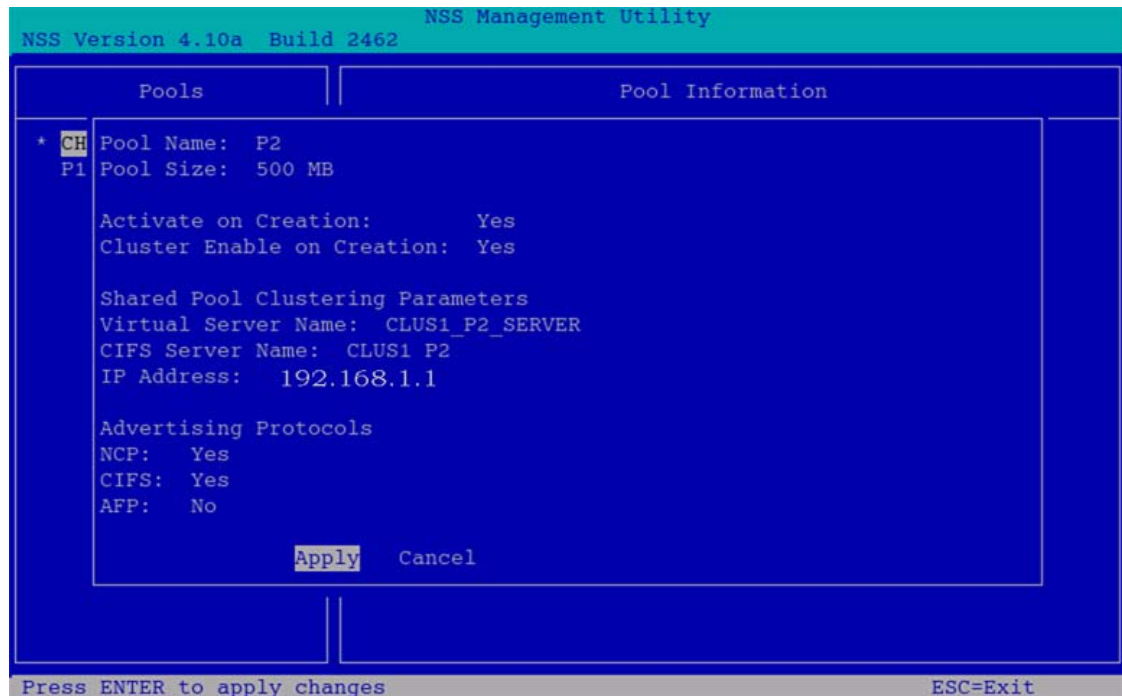 NSS Management Utility
NSS Version 4.10a Build 2462
Pools
Pool Information
* CH
P1
Pool Name: P2
Pool Size: 500 MB
Activate on Creation: Yes
Cluster Enable on Creation: Yes
Shared Pool Clustering Parameters
Virtual Server Name: CLUS1_P2_SERVER
CIFS Server Name: CLUS1 P2
IP Address: 192.168.1.1
Advertising Protocols
NCP: Yes
CIFS: Yes
AFP: No
Apply Cancel
Press ENTER to apply changes ESC=Exit